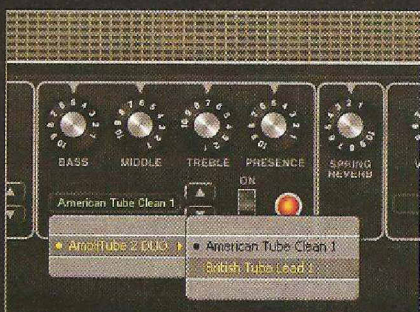 BASS MIDDLE TREBLE PRESENCE SPRING REVERB
ON
American Tube Clean 1
AmpliTube 2 DUO
American Tube Clean 1
British Tube Lead 1